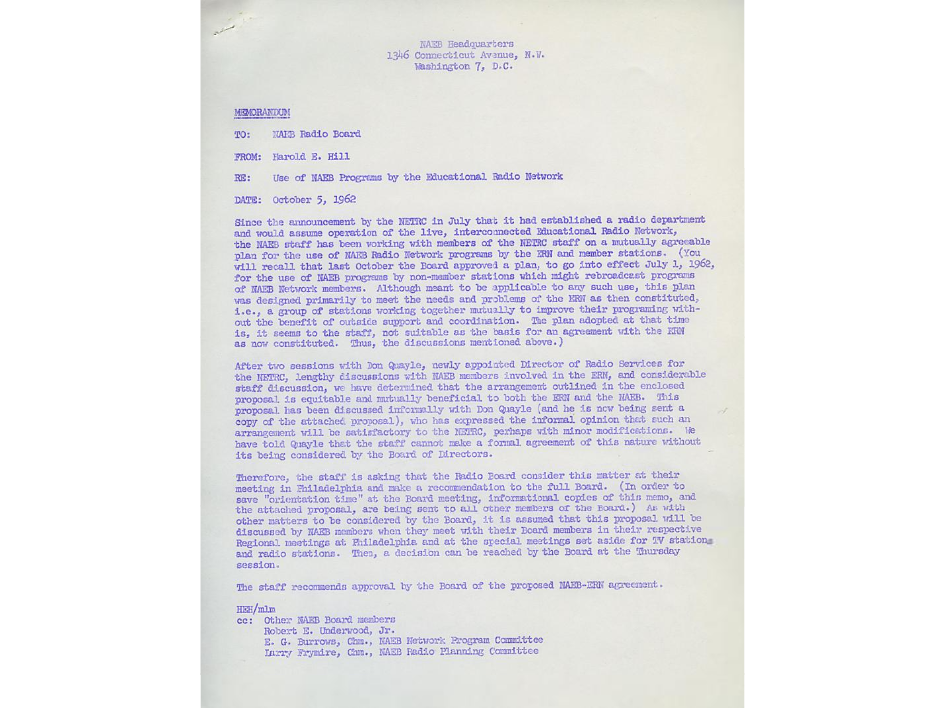 NAEB Headquarters
1346 Connecticut Avenue, N.W.
Washington 7, D.C.
MEMORANDUM
TO: NAEB Radio Board
FROM: Harold E. Hill
RE: Use of NAEB Programs by the Educational Radio Network
DATE: October 5, 1962
Since the announcement by the NETRC in July that it had established a radio department
and would assume operation of the live, interconnected Educational Radio Network,
the NAEB staff has been working with members of the NETRC staff on a mutually agreeable
plan for the use of NAEB Radio Network programs by the ERN and member stations. (You
will recall that last October the Board approved a plan, to go into effect July 1, 1962,
for the use of NAEB programs by non-member stations which might rebroadcast programs
of NAEB Network members. Although meant to be applicable to any such use, this plan
was designed primarily to meet the needs and problems of the ERN as then constituted,
i.e., a group of stations working together mutually to improve their programing with-
out the benefit of outside support and coordination. The plan adopted at that time
is, it seems to the staff, not suitable as the basis for an agreement with the ERN
as now constituted. Thus, the discussions mentioned above.)
After two sessions with Don Quayle, newly appointed Director of Radio Services for
the NETRC, lengthy discussions with NAEB members involved in the ERN, and considerable
staff discussion, we have determined that the arrangement outlined in the enclosed
proposal is equitable and mutually beneficial to both the ERN and the NAEB. This
proposal has been discussed informally with Don Quayle (and he is now being sent a
copy of the attached proposal), who has expressed the informal opinion that such an
arrangement will be satisfactory to the NETRC, perhaps with minor modifications. We
have told Quayle that the staff cannot make a formal agreement of this nature without
its being considered by the Board of Directors.
Therefore, the staff is asking that the Radio Board consider this matter at their
meeting in Philadelphia and make a recommendation to the full Board. (In order to
save "orientation time" at the Board meeting, informational copies of this memo, and
the attached proposal, are being sent to all other members of the Board.) As with
other matters to be considered by the Board, it is assumed that this proposal will be
discussed by NAEB members when they meet with their Board members in their respective
Regional meetings at Philadelphia and at the special meetings set aside for TV stations
and radio stations. Then, a decision can be reached by the Board at the Thursday
session.
The staff recommends approval by the Board of the proposed NAEB-ERN agreement.
HEH/mlm
cc: Other NAEB Board members
Robert E. Underwood, Jr.
E. G. Burrows, Chm., NAEB Network Program Committee
Larry Frymire, Chm., NAEB Radio Planning Committee